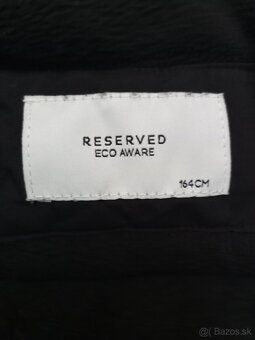 RESERVED
ECO AWARE
164CM
© Bazos.sk